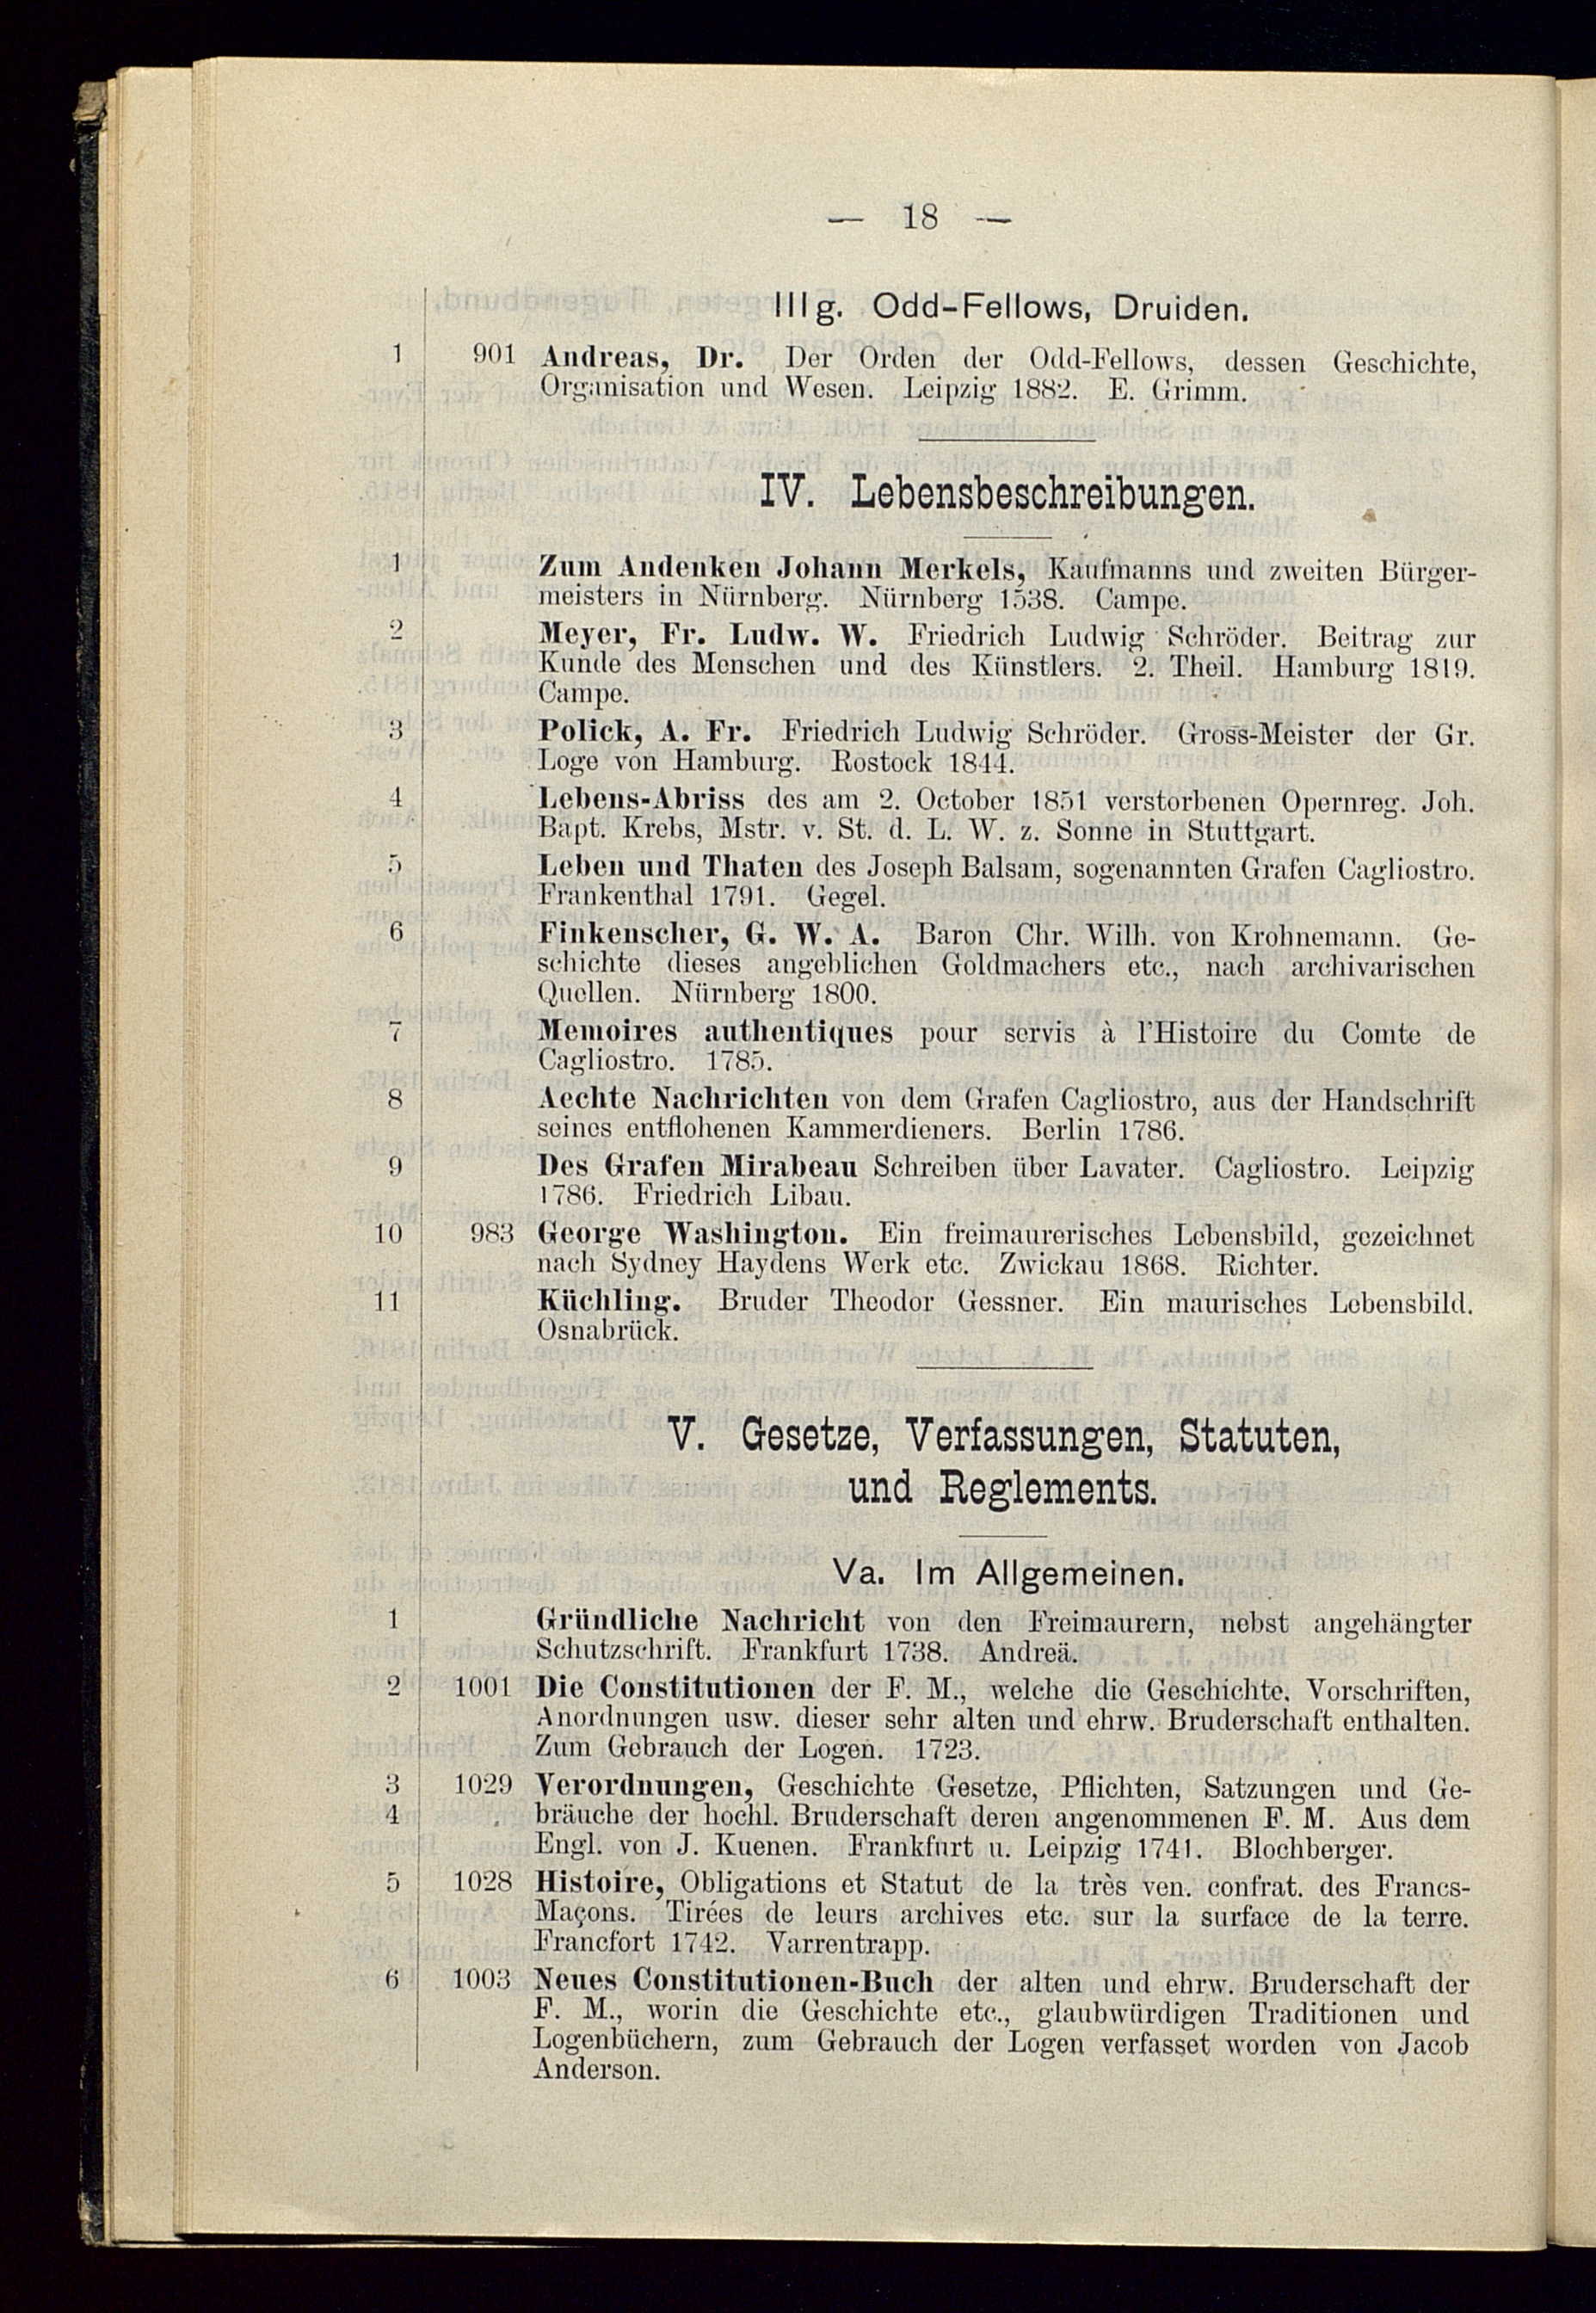 — 18 —
III g. Odd-Fellows, Druiden.
1 901 Andreas, Dr. Der Orden der Odd-Fellows, dessen Geschichte,
Organisation und Wesen. Leipzig 1882. E. Grimm.
IV. Lebensbeschreibungen.
1 Zum Andenken Johann Merkels, Kaufmanns und zweiten Bürger-
meisters in Nürnberg. Nürnberg 1538. Campe.
2 Meyer, Fr. Ludw. W. Friedrich Ludwig Schröder. Beitrag zur
Kunde des Menschen und des Künstlers. 2. Theil. Hamburg 1819.
Campe.
3 Polick, A. Fr. Friedrich Ludwig Schröder. Gross-Meister der Gr.
Loge von Hamburg. Rostock 1844.
4 Lebens-Abriss des am 2. October 1851 verstorbenen Opernreg. Joh.
Bapt. Krebs, Mstr. v. St. d. L. W. z. Sonne in Stuttgart.
5 Leben und Thaten des Joseph Balsam, sogenannten Grafen Cagliostro.
Frankenthal 1791. Gegel.
6 Finkenscher, G. W. A. Baron Chr. Wilh. von Krohnemann. Ge-
schichte dieses angeblichen Goldmachers etc., nach archivarischen
Quellen. Nürnberg 1800.
7 Memoires authentiques pour servis à l'Histoire du Comte de
Cagliostro. 1785.
8 Aechte Nachrichten von dem Grafen Cagliostro, aus der Handschrift
seines entflohenen Kammerdieners. Berlin 1786.
9 Des Grafen Mirabeau Schreiben über Lavater. Cagliostro. Leipzig
1786. Friedrich Libau.
10 983 George Washington. Ein freimaurerisches Lebensbild, gezeichnet
nach Sydney Haydens Werk etc. Zwickau 1868. Richter.
11 Küchling. Bruder Theodor Gessner. Ein maurisches Lebensbild.
Osnabrück.
V. Gesetze, Verfassungen, Statuten,
und Reglements.
Va. Im Allgemeinen.
1 Gründliche Nachricht von den Freimaurern, nebst angehängter
Schutzschrift. Frankfurt 1738. Andreä.
2 1001 Die Constitutionen der F. M., welche die Geschichte, Vorschriften,
Anordnungen usw. dieser sehr alten und ehrw. Bruderschaft enthalten.
Zum Gebrauch der Logen. 1723.
3 1029 Verordnungen, Geschichte Gesetze, Pflichten, Satzungen und Ge-
4 bräuche der hochl. Bruderschaft deren angenommenen F. M. Aus dem
Engl. von J. Kuenen. Frankfurt u. Leipzig 1741. Blochberger.
5 1028 Histoire, Obligations et Statut de la très ven. confrat. des Francs-
Maçons. Tirées de leurs archives etc. sur la surface de la terre.
Francfort 1742. Varrentrapp.
6 1003 Neues Constitutionen-Buch der alten und ehrw. Bruderschaft der
F. M., worin die Geschichte etc., glaubwürdigen Traditionen und
Logenbüchern, zum Gebrauch der Logen verfasset worden von Jacob
Anderson.